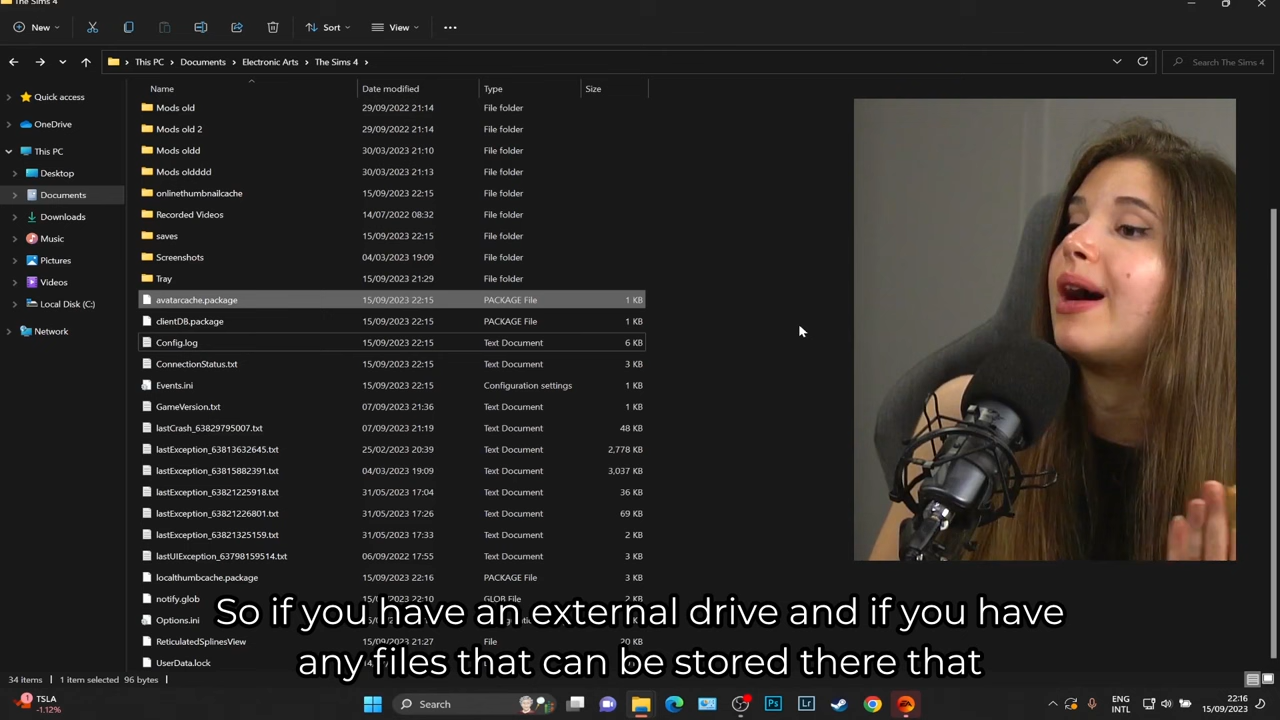 The Sims 4
New
Sort
View
This PC
Documents
Electronic Arts
The Sims 4
Search The Sims 4
Name
Date modified
Type
Size
Quick access
OneDrive
This PC
Desktop
Documents
Downloads
Music
Pictures
Videos
Local Disk (C:)
Network
Mods old 29/09/2022 21:14 File folder
Mods old 2 29/09/2022 21:14 File folder
Mods oldd 30/03/2023 21:10 File folder
Mods oldddd 30/03/2023 21:13 File folder
onlinethumbnailcache 15/09/2023 22:15 File folder
Recorded Videos 14/07/2022 08:32 File folder
saves 15/09/2023 22:15 File folder
Screenshots 04/03/2023 19:09 File folder
Tray 15/09/2023 21:29 File folder
avatarcache.package 15/09/2023 22:15 PACKAGE File 1 KB
clientDB.package 15/09/2023 22:15 PACKAGE File 1 KB
Config.log 15/09/2023 22:15 Text Document 6 KB
ConnectionStatus.txt 15/09/2023 22:15 Text Document 3 KB
Events.ini 15/09/2023 22:15 Configuration settings 1 KB
GameVersion.txt 07/09/2023 21:36 Text Document 1 KB
lastCrash_63829795007.txt 07/09/2023 21:19 Text Document 48 KB
lastException_63813632645.txt 25/02/2023 20:39 Text Document 2,778 KB
lastException_63815882391.txt 04/03/2023 19:09 Text Document 3,037 KB
lastException_63821225918.txt 31/05/2023 17:04 Text Document 36 KB
lastException_63821226801.txt 31/05/2023 17:26 Text Document 69 KB
lastException_63821325159.txt 31/05/2023 17:33 Text Document 2 KB
lastUIException_63798159514.txt 06/09/2022 17:55 Text Document 3 KB
localthumbcache.package 15/09/2023 22:16 PACKAGE File 3 KB
notify.glob
Options.ini
ReticulatedSplinesView
UserData.lock
So if you have an external drive and if you have
any files that can be stored there that
34 items 1 item selected 96 bytes
TSLA
-1.12%
Search
Ps
Lr
ENG
INTL
22:16
15/09/2023